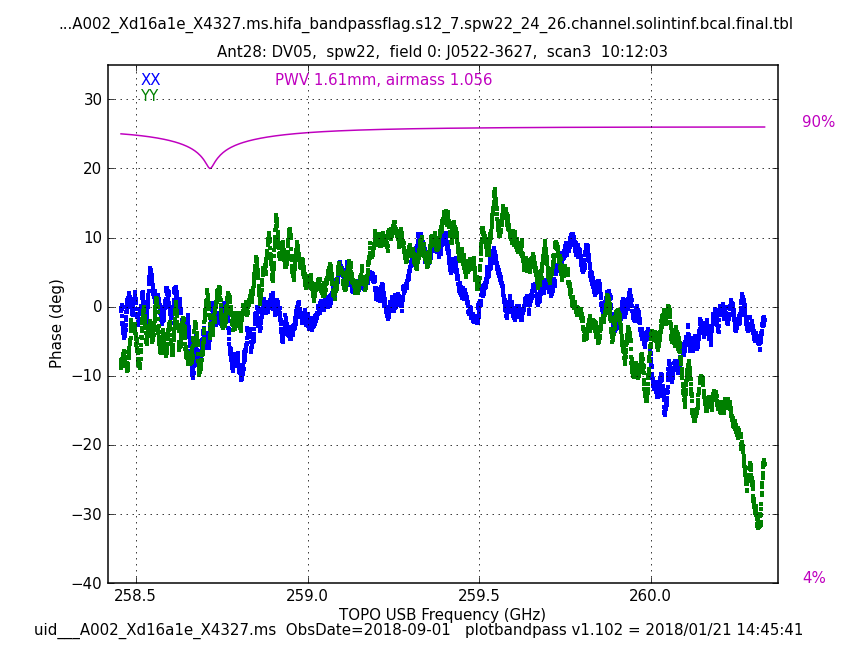 ...A002_Xd16a1e_X4327.ms.hifa_bandpassflag.s12_7.spw22_24_26.channel.solintinf.bcal.final.tbl
Ant28: DV05,  spw22,  field 0: J0522-3627,  scan3  10:12:03
XX
PWV 1.61mm, airmass 1.056
YY
30
90%
20
10
0
Phase (deg)
−10
−20
−30
−40
4%
258.5
259.0
259.5
260.0
TOPO USB Frequency (GHz)
uid___A002_Xd16a1e_X4327.ms  ObsDate=2018-09-01   plotbandpass v1.102 = 2018/01/21 14:45:41